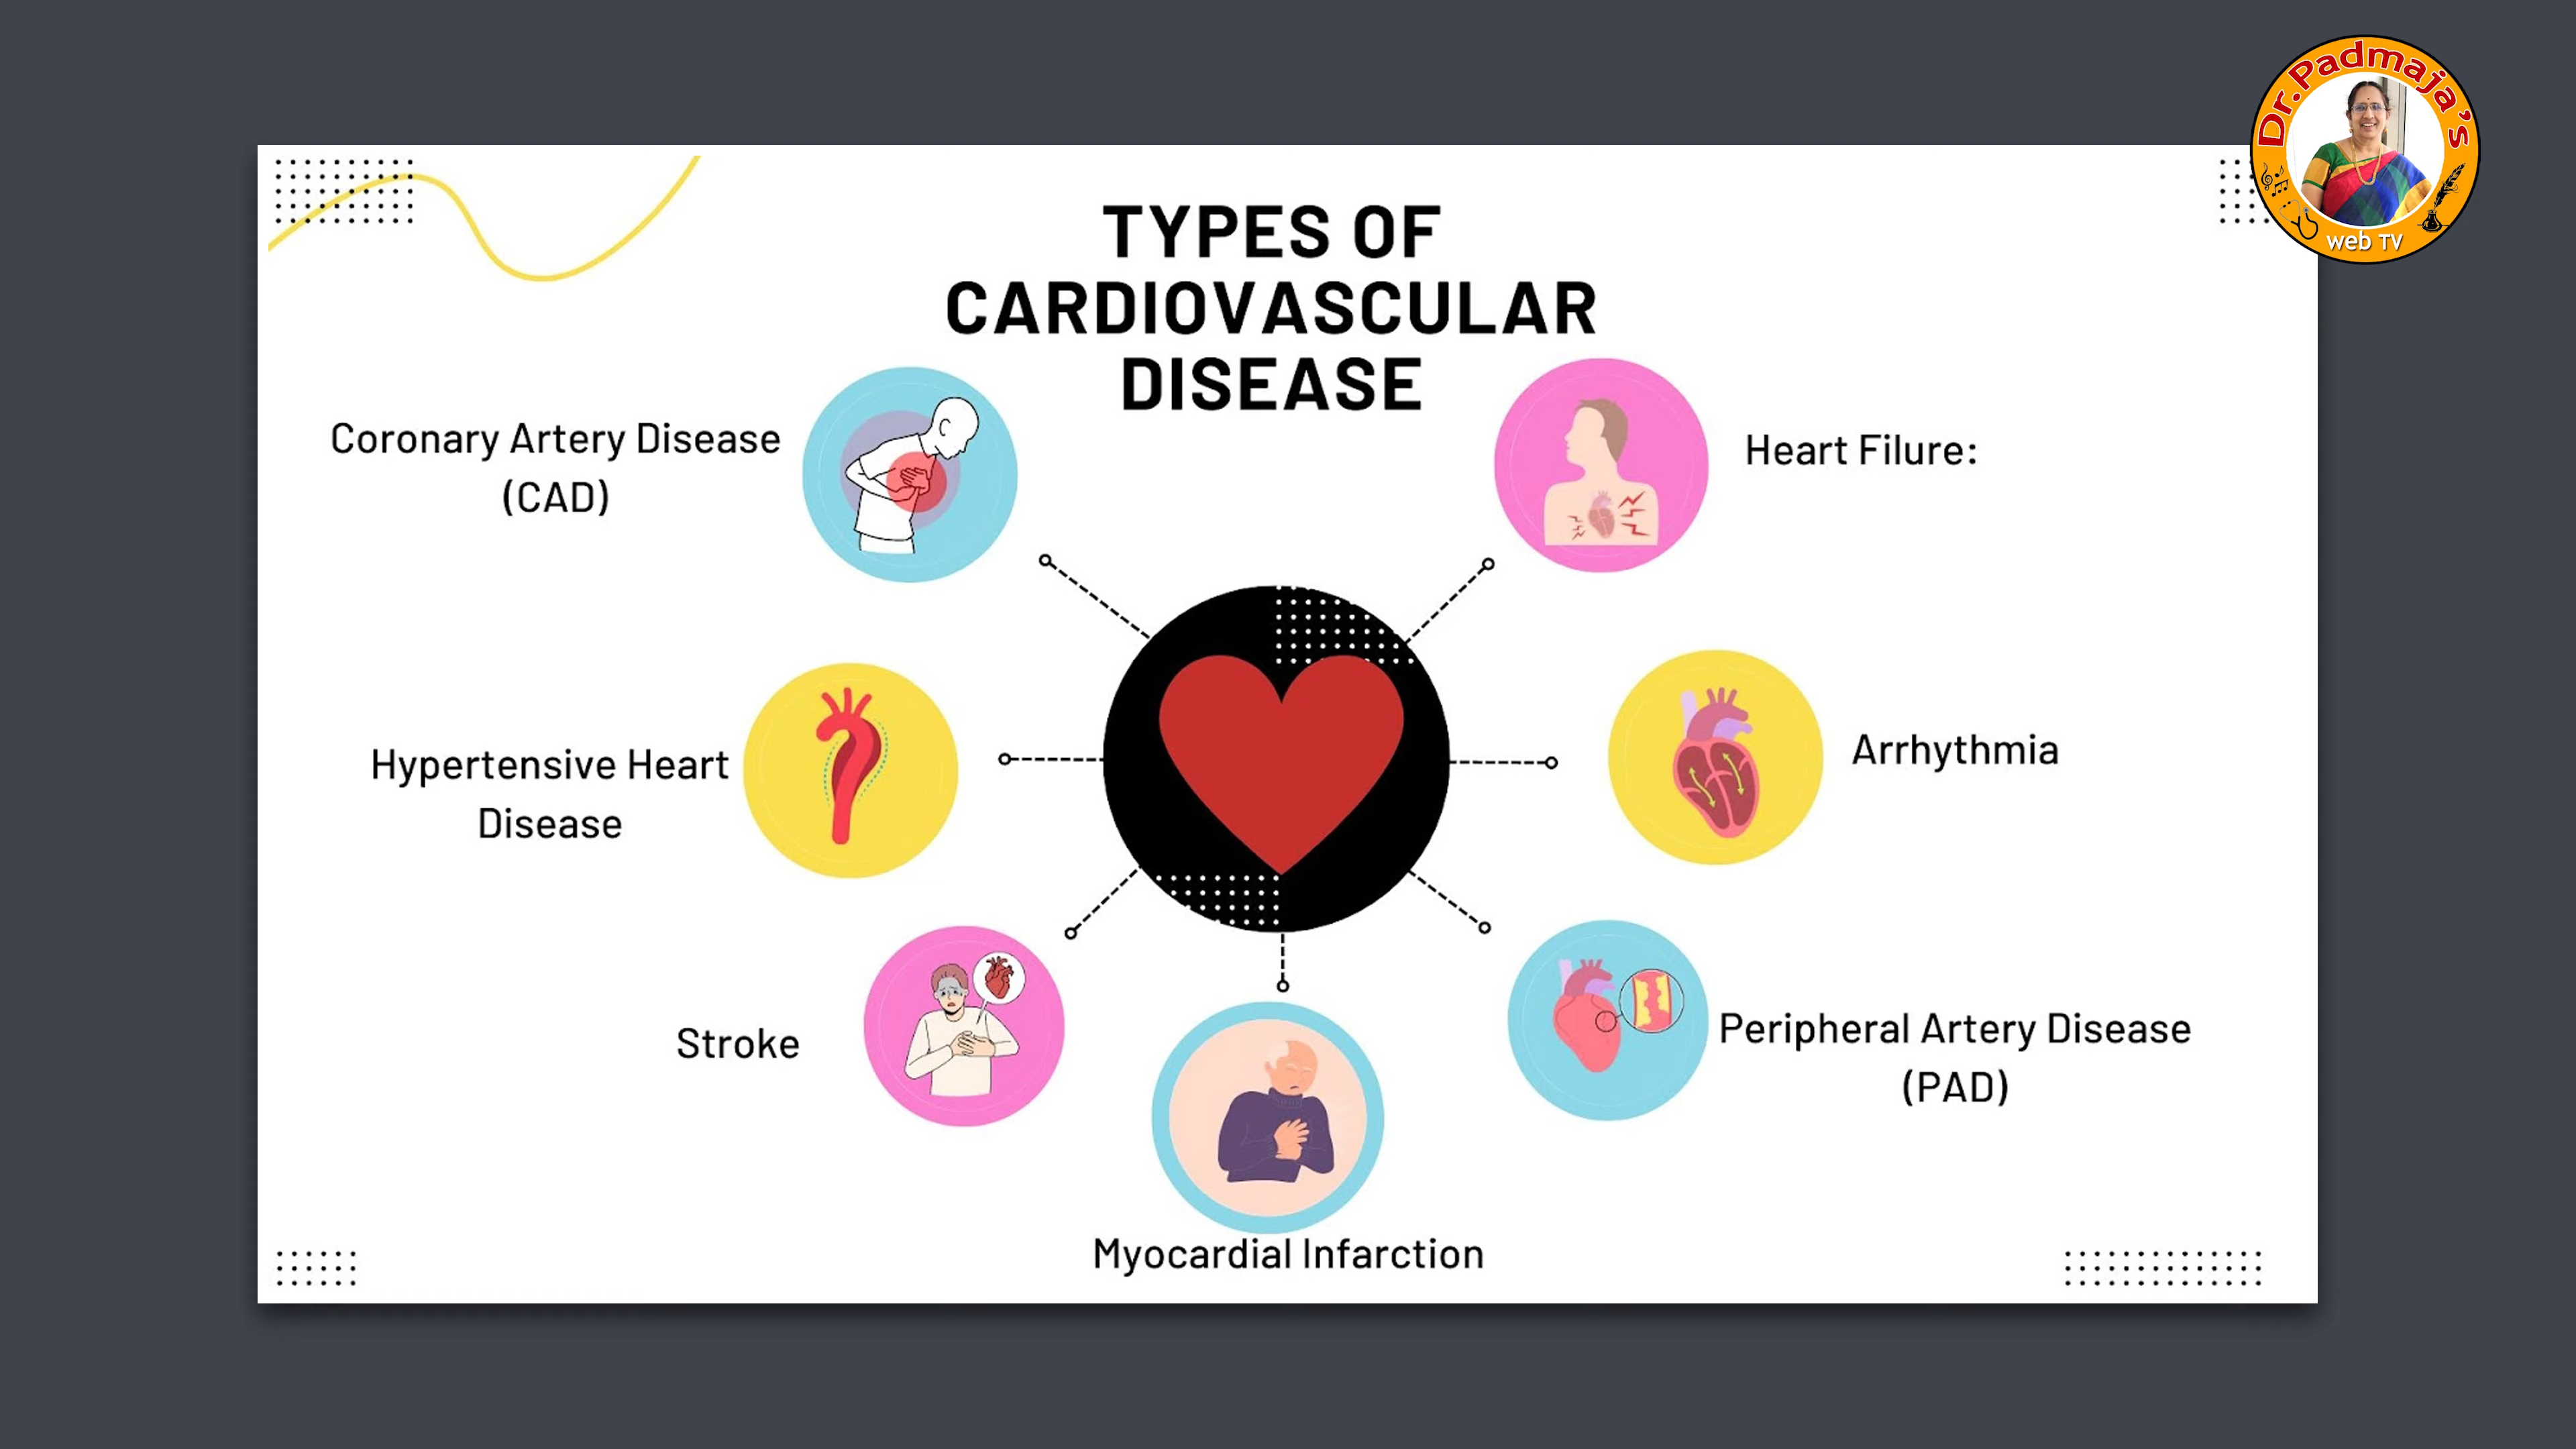 Dr.Padmaja's
web TV
TYPES OF
CARDIOVASCULAR
DISEASE
Coronary Artery Disease
(CAD)
Heart Filure:
Hypertensive Heart
Disease
Arrhythmia
Stroke
Peripheral Artery Disease
(PAD)
Myocardial Infarction